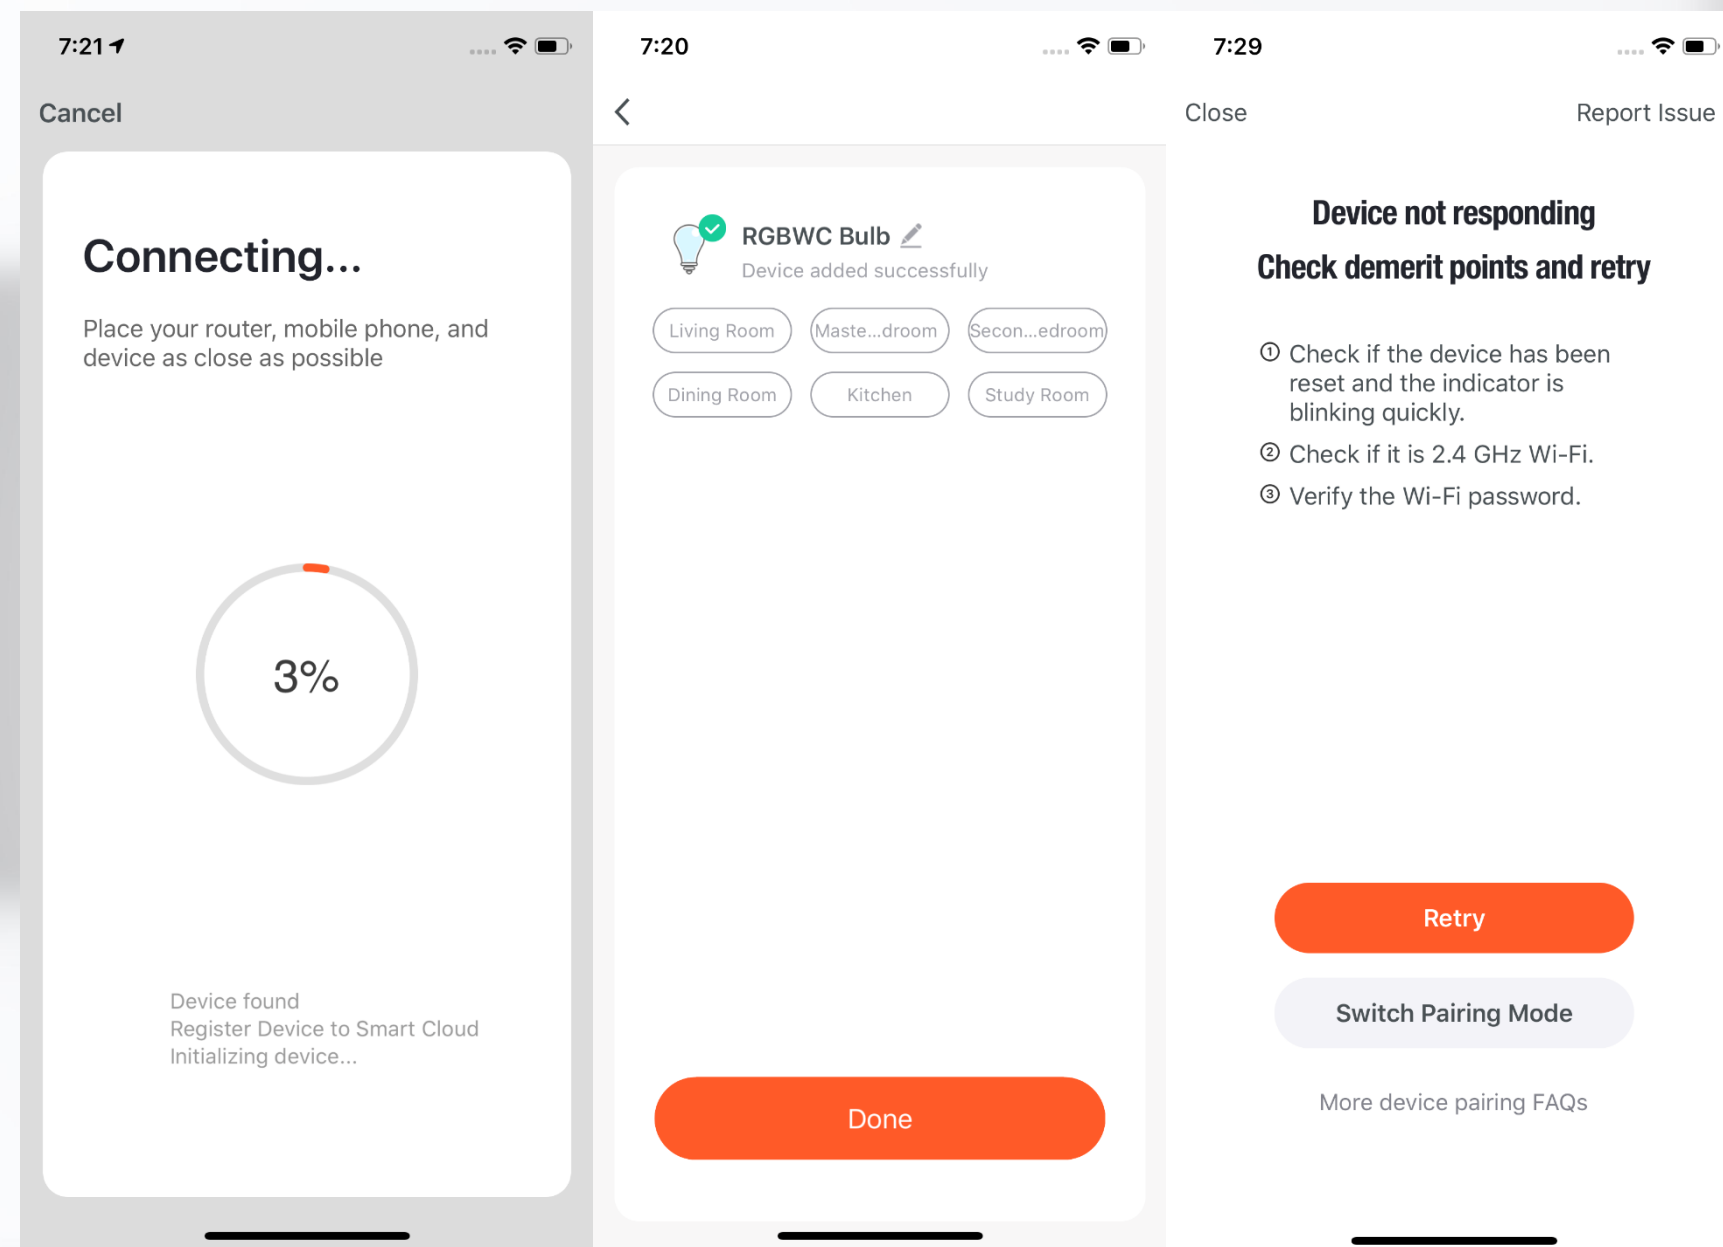 7:21
Cancel
Connecting...
Place your router, mobile phone, and
device as close as possible
3%
Device found
Register Device to Smart Cloud
Initializing device...
7:20
RGBWC Bulb
Device added successfully
Living Room
Maste...droom
Secon...edroom
Dining Room
Kitchen
Study Room
Done
7:29
Close
Report Issue
Device not responding
Check demerit points and retry
① Check if the device has been
reset and the indicator is
blinking quickly.
② Check if it is 2.4 GHz Wi-Fi.
③ Verify the Wi-Fi password.
Retry
Switch Pairing Mode
More device pairing FAQs